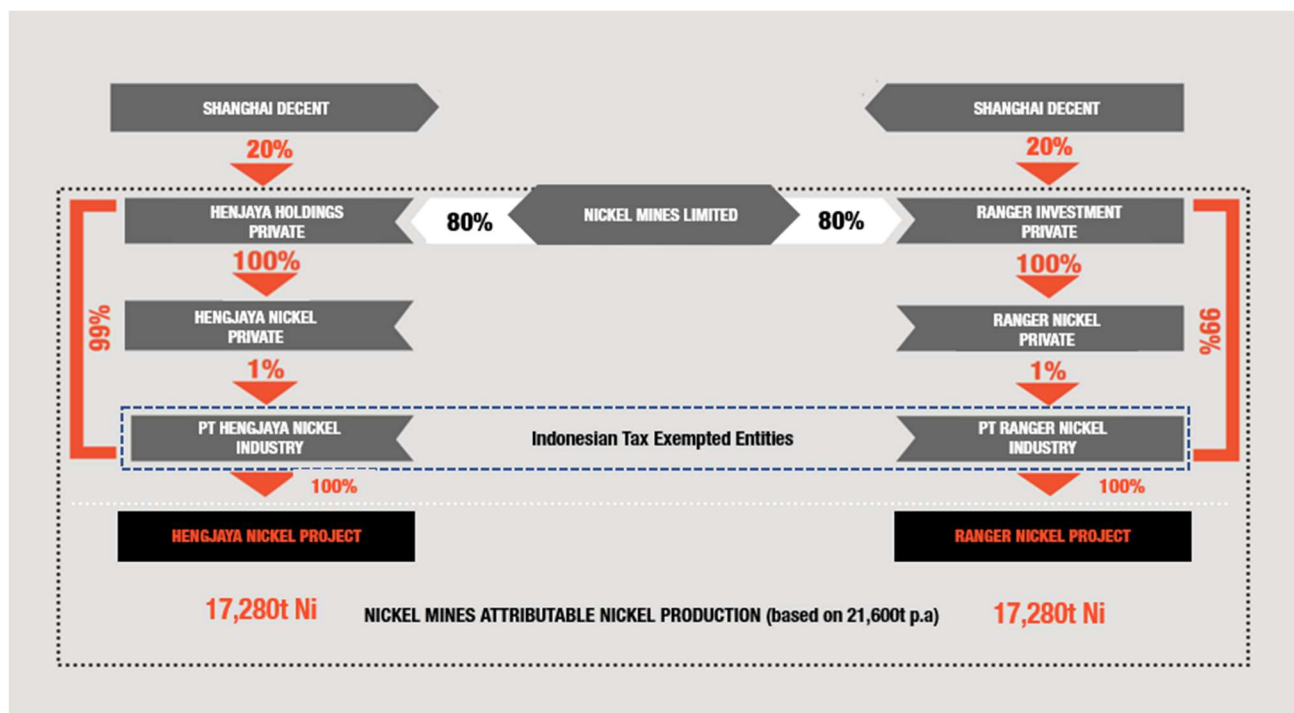 SHANGHAI DECENT
SHANGHAI DECENT
20%
20%
HENJAYA HOLDINGS
PRIVATE
80%
NICKEL MINES LIMITED
80%
RANGER INVESTMENT
PRIVATE
100%
100%
99%
HENGJAYA NICKEL
PRIVATE
RANGER NICKEL
PRIVATE
99%
1%
1%
PT HENGJAYA NICKEL
INDUSTRY
Indonesian Tax Exempted Entities
PT RANGER NICKEL
INDUSTRY
100%
100%
HENGJAYA NICKEL PROJECT
RANGER NICKEL PROJECT
17,280t Ni
NICKEL MINES ATTRIBUTABLE NICKEL PRODUCTION (based on 21,600t p.a)
17,280t Ni